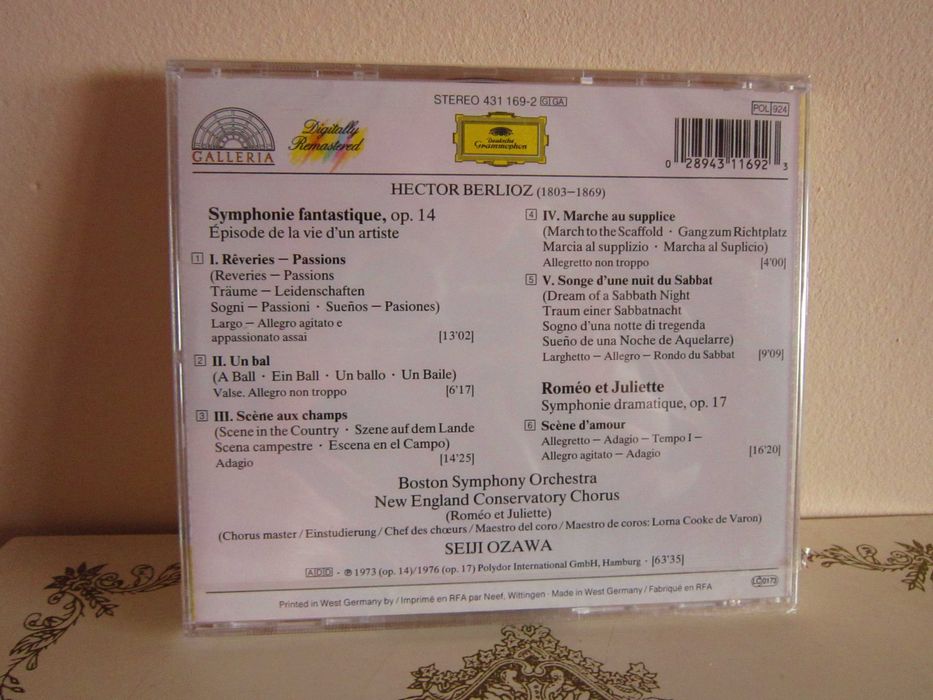 STEREO 431 169-2 GI GA
POL 924
GALLERIA
Digitally
Remastered
Deutsche
Grammophon
0 28943 11692 3
HECTOR BERLIOZ (1803–1869)
Symphonie fantastique, op. 14
Épisode de la vie d'un artiste
1 I. Rêveries – Passions
(Reveries – Passions
Träume – Leidenschaften
Sogni – Passioni · Sueños – Pasiones)
Largo – Allegro agitato e
appassionato assai [13'02]
2 II. Un bal
(A Ball · Ein Ball · Un ballo · Un Baile)
Valse. Allegro non troppo [6'17]
3 III. Scène aux champs
(Scene in the Country · Szene auf dem Lande
Scena campestre · Escena en el Campo)
Adagio [14'25]
4 IV. Marche au supplice
(March to the Scaffold · Gang zum Richtplatz
Marcia al supplizio · Marcha al Suplicio)
Allegretto non troppo [4'00]
5 V. Songe d'une nuit du Sabbat
(Dream of a Sabbath Night
Traum einer Sabbatnacht
Sogno d'una notte di tregenda
Sueño de una Noche de Aquelarre)
Larghetto – Allegro – Rondo du Sabbat [9'09]
Roméo et Juliette
Symphonie dramatique, op. 17
6 Scène d'amour
Allegretto – Adagio – Tempo I –
Allegro agitato – Adagio [16'20]
Boston Symphony Orchestra
New England Conservatory Chorus
(Roméo et Juliette)
(Chorus master / Einstudierung / Chef des chœurs / Maestro del coro / Maestro de coros: Lorna Cooke de Varon)
SEIJI OZAWA
ADD · ℗ 1973 (op. 14)/1976 (op. 17) Polydor International GmbH, Hamburg · [63'35]
LC 0173
Printed in West Germany by / Imprimé en RFA par Neef, Wittingen · Made in West Germany / Fabriqué en RFA